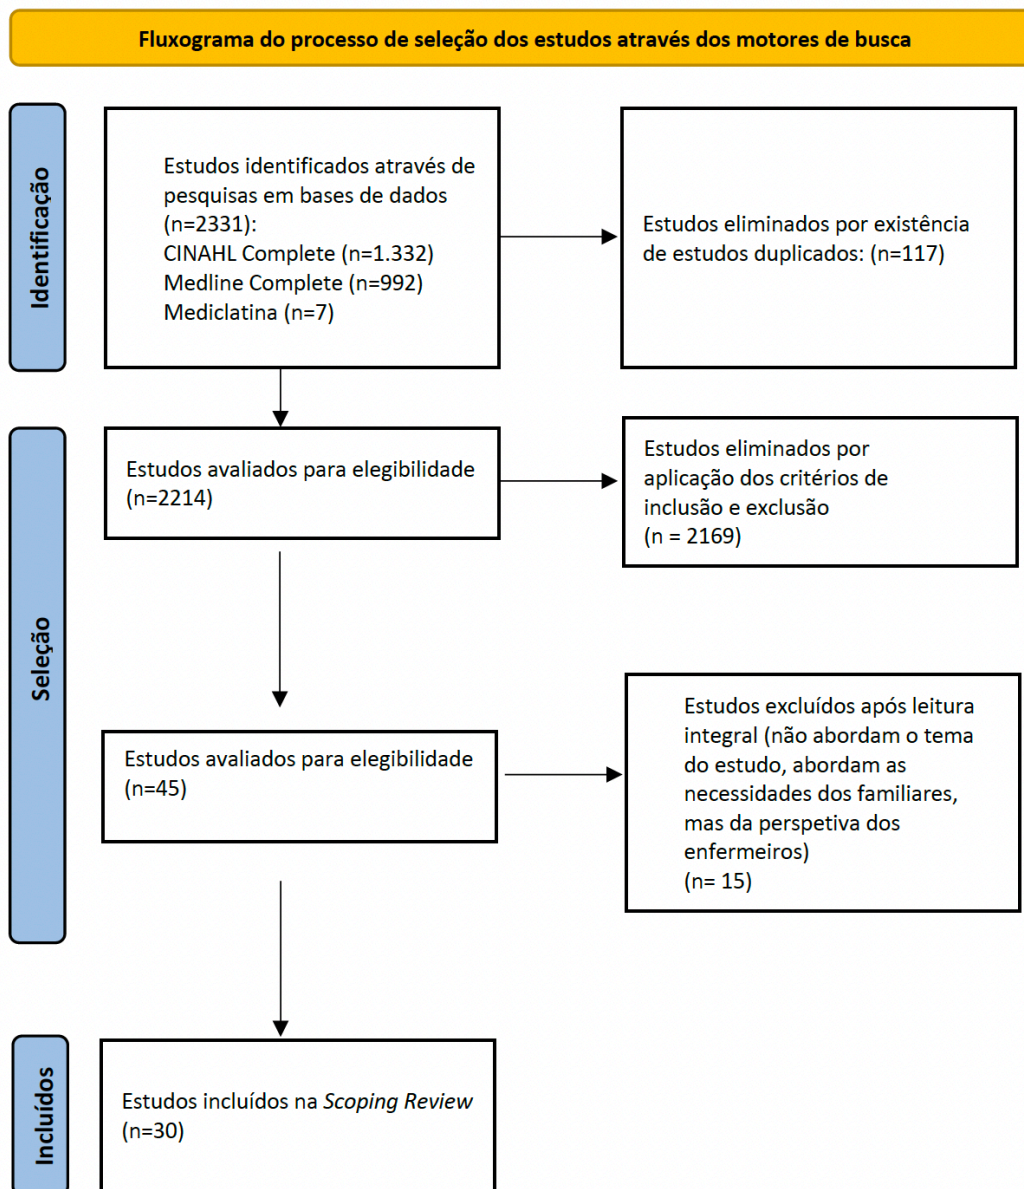 Fluxograma do processo de seleção dos estudos através dos motores de busca
Identificação
Estudos identificados através de
pesquisas em bases de dados
(n=2331):
CINAHL Complete (n=1.332)
Medline Complete (n=992)
Mediclatina (n=7)
Estudos eliminados por existência
de estudos duplicados: (n=117)
Seleção
Estudos avaliados para elegibilidade
(n=2214)
Estudos eliminados por
aplicação dos critérios de
inclusão e exclusão
(n = 2169)
Estudos avaliados para elegibilidade
(n=45)
Estudos excluídos após leitura
integral (não abordam o tema
do estudo, abordam as
necessidades dos familiares,
mas da perspetiva dos
enfermeiros)
(n= 15)
Incluídos
Estudos incluídos na Scoping Review
(n=30)